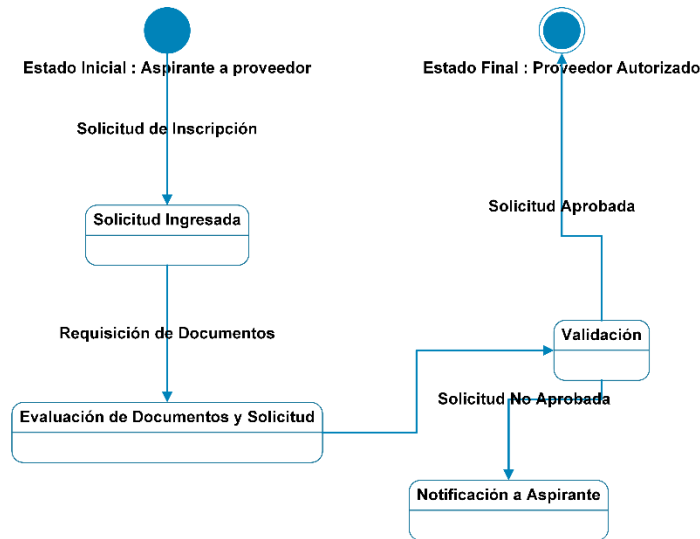 Estado Inicial : Aspirante a proveedor
Estado Final : Proveedor Autorizado
Solicitud de Inscripción
Solicitud Ingresada
Solicitud Aprobada
Requisición de Documentos
Validación
Solicitud No Aprobada
Evaluación de Documentos y Solicitud
Notificación a Aspirante